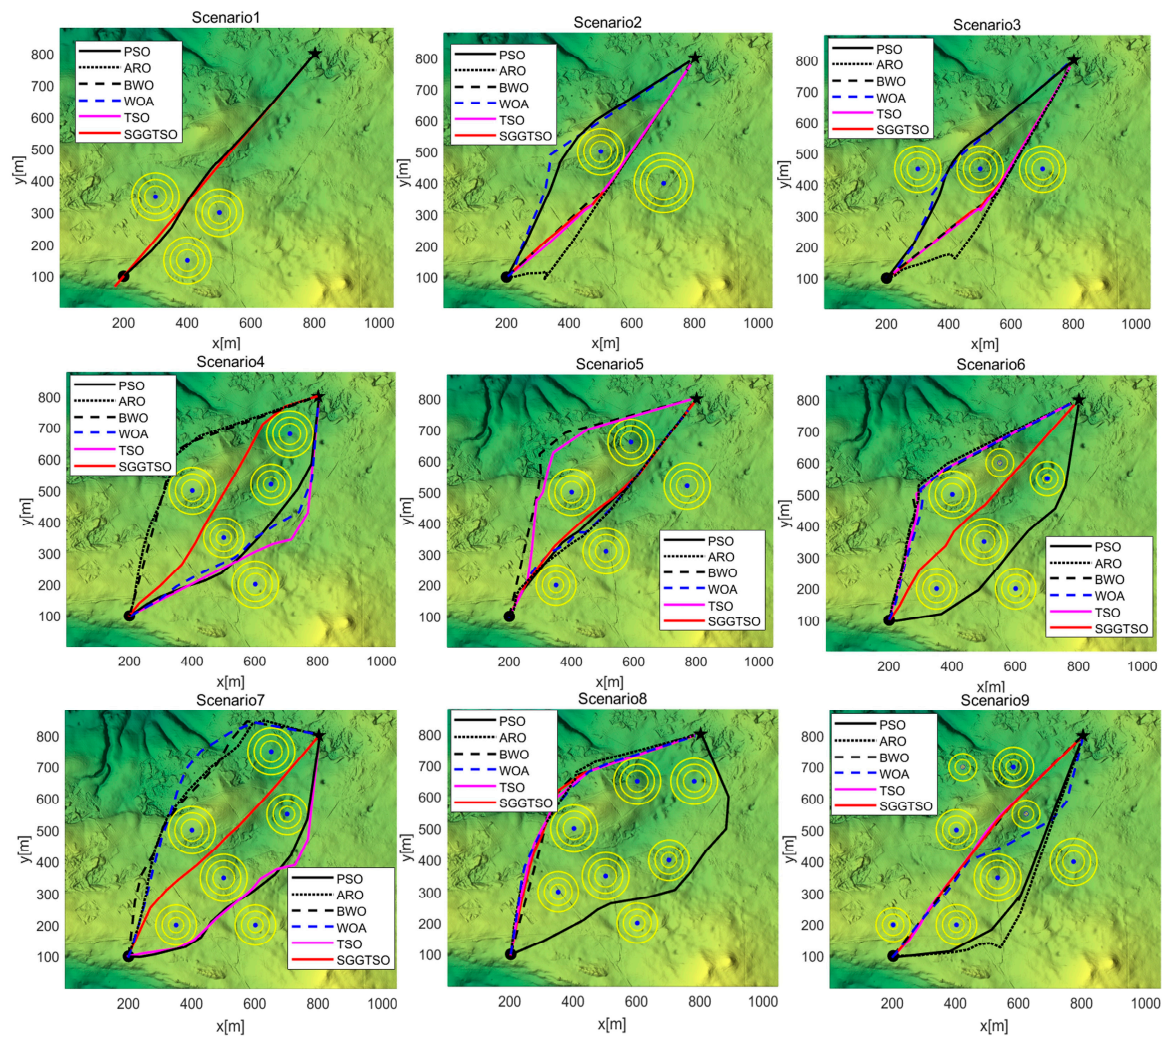 Scenario1
PSO
ARO
BWO
WOA
TSO
SGGTSO
800
700
600
500
400
300
200
100
y[m]
200 400 600 800 1000
x[m]
Scenario2
PSO
ARO
BWO
WOA
TSO
SGGTSO
800
700
600
500
400
300
200
100
y[m]
200 400 600 800 1000
x[m]
Scenario3
PSO
ARO
BWO
WOA
TSO
SGGTSO
800
700
600
500
400
300
200
100
y[m]
200 400 600 800 1000
x[m]
Scenario4
PSO
ARO
BWO
WOA
TSO
SGGTSO
800
700
600
500
400
300
200
100
y[m]
200 400 600 800 1000
x[m]
Scenario5
PSO
ARO
BWO
WOA
TSO
SGGTSO
800
700
600
500
400
300
200
100
y[m]
200 400 600 800 1000
x[m]
Scenario6
PSO
ARO
BWO
WOA
TSO
SGGTSO
800
700
600
500
400
300
200
100
y[m]
200 400 600 800 1000
x[m]
Scenario7
PSO
ARO
BWO
WOA
TSO
SGGTSO
800
700
600
500
400
300
200
100
y[m]
200 400 600 800 1000
x[m]
Scenario8
PSO
ARO
BWO
WOA
TSO
SGGTSO
800
700
600
500
400
300
200
100
y[m]
200 400 600 800 1000
x[m]
Scenario9
PSO
ARO
BWO
WOA
TSO
SGGTSO
800
700
600
500
400
300
200
100
y[m]
200 400 600 800 1000
x[m]